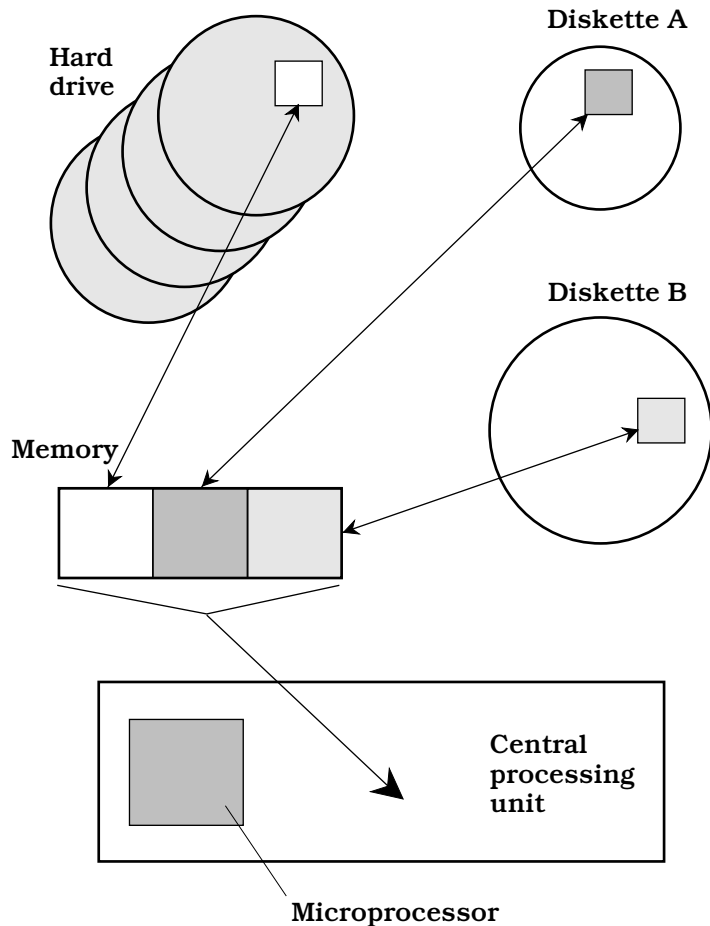 Hard
drive
Diskette A
Diskette B
Memory
Central
processing
unit
Microprocessor